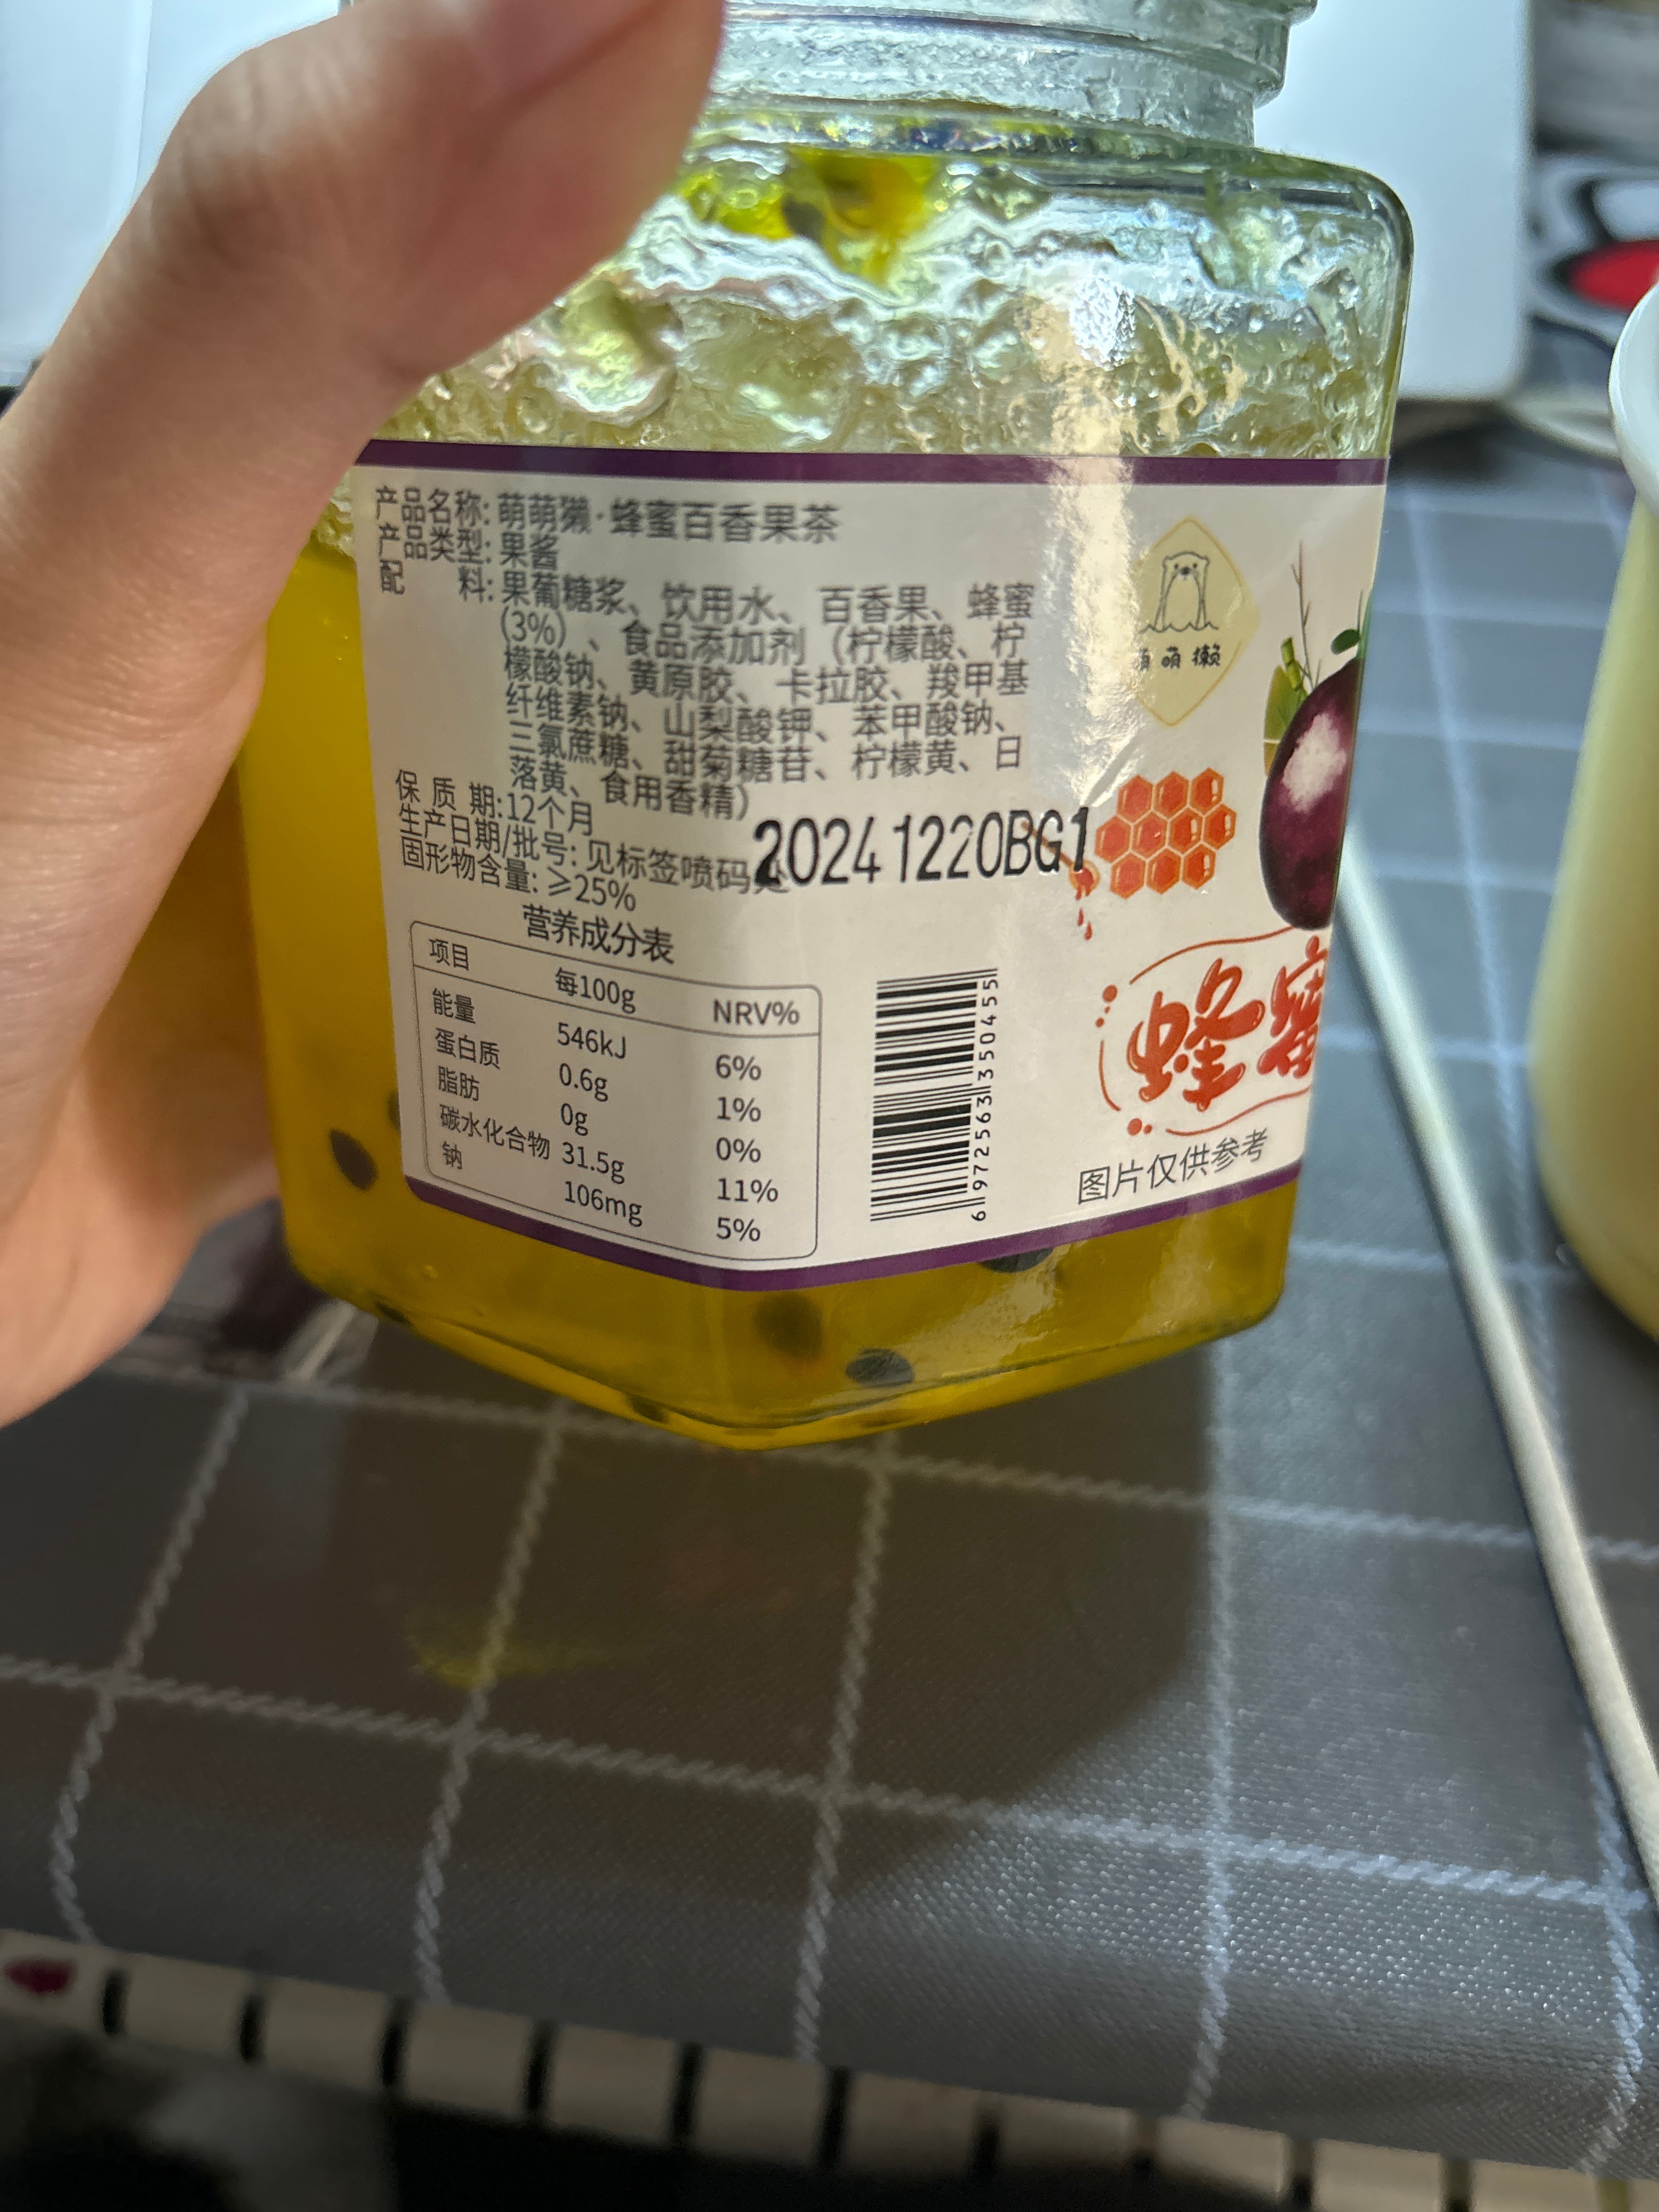 产品名称: 萌萌獭·蜂蜜百香果茶
产品类型: 果酱
配 料: 果葡糖浆、饮用水、百香果、蜂蜜
(3%)、食品添加剂（柠檬酸、柠
檬酸钠、黄原胶、卡拉胶、羧甲基
纤维素钠、山梨酸钾、苯甲酸钠、
三氯蔗糖、甜菊糖苷、柠檬黄、日
落黄、食用香精）
保 质 期:12个月
生产日期/批号: 见标签喷码处
20241220BG1
固形物含量: ≥25%
营养成分表
项目 每100g NRV%
能量 546kJ 6%
蛋白质 0.6g 1%
脂肪 0g 0%
碳水化合物 31.5g 11%
钠 106mg 5%
6972563350455
萌萌獭
蜂蜜
图片仅供参考